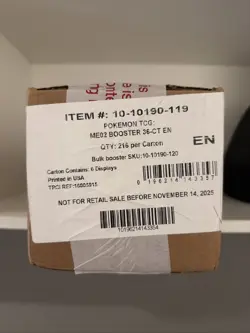 is
ITEM #: 10-10190-119
POKEMON TCG:
ME02 BOOSTER 36-CT EN
QTY: 216 per Carton
EN
Bulk booster SKU:10-10190-120
Carton Contains: 6 Displays
Printed in USA
NOT FOR RETAIL SALE BEFORE NOVEMBER 14, 2025